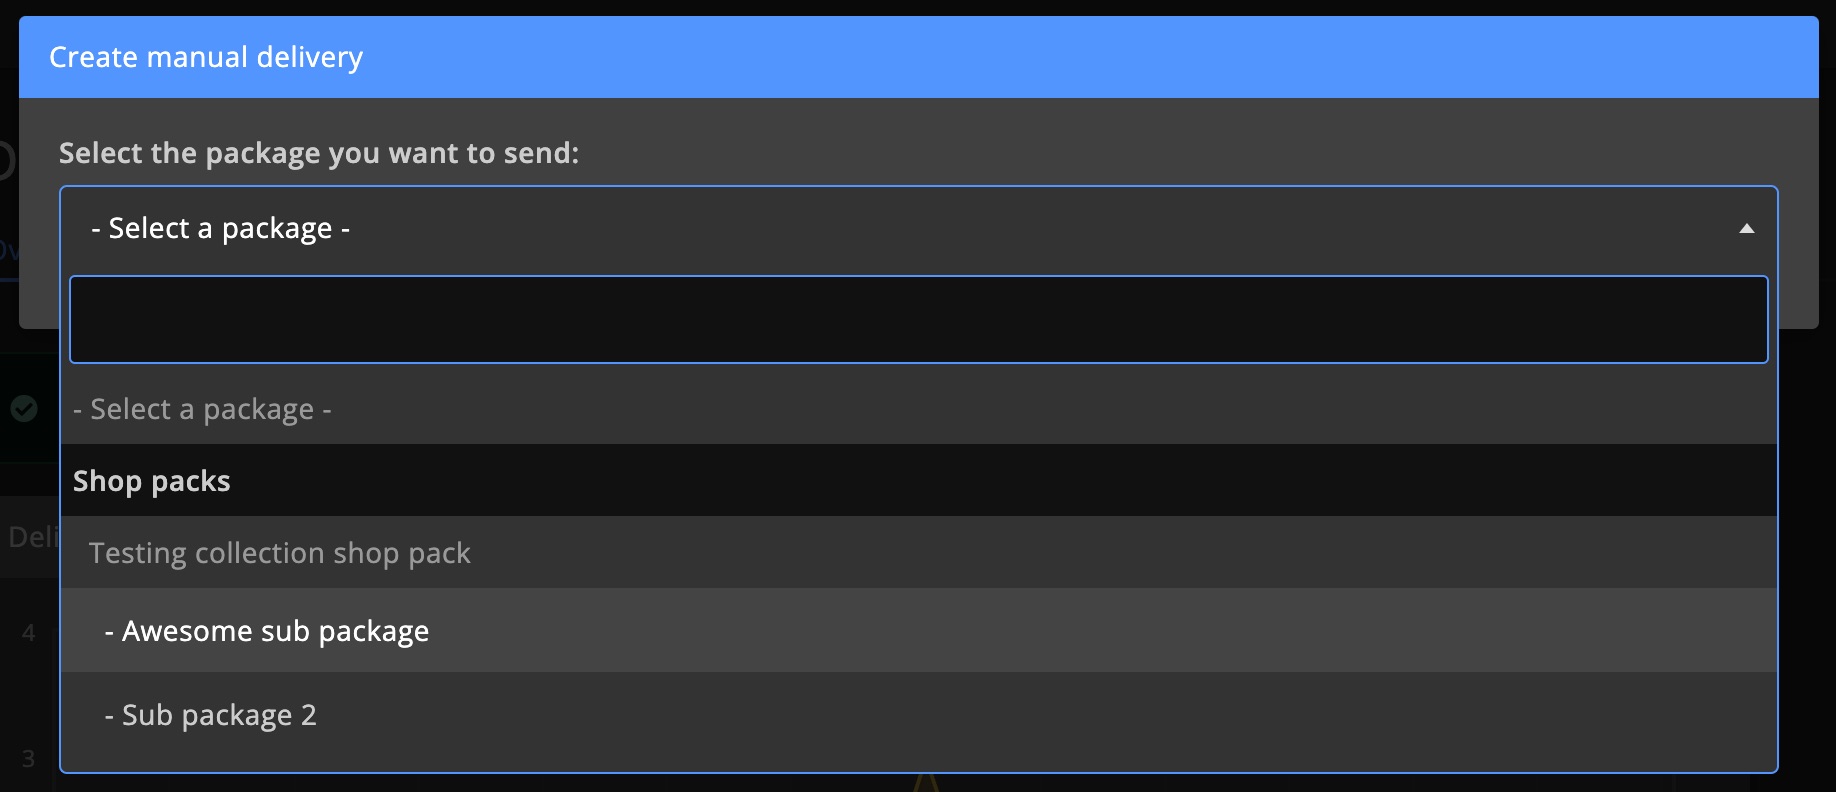 Create manual delivery
Select the package you want to send:
- Select a package -
- Select a package -
Shop packs
Testing collection shop pack
- Awesome sub package
- Sub package 2
Deli
4
3